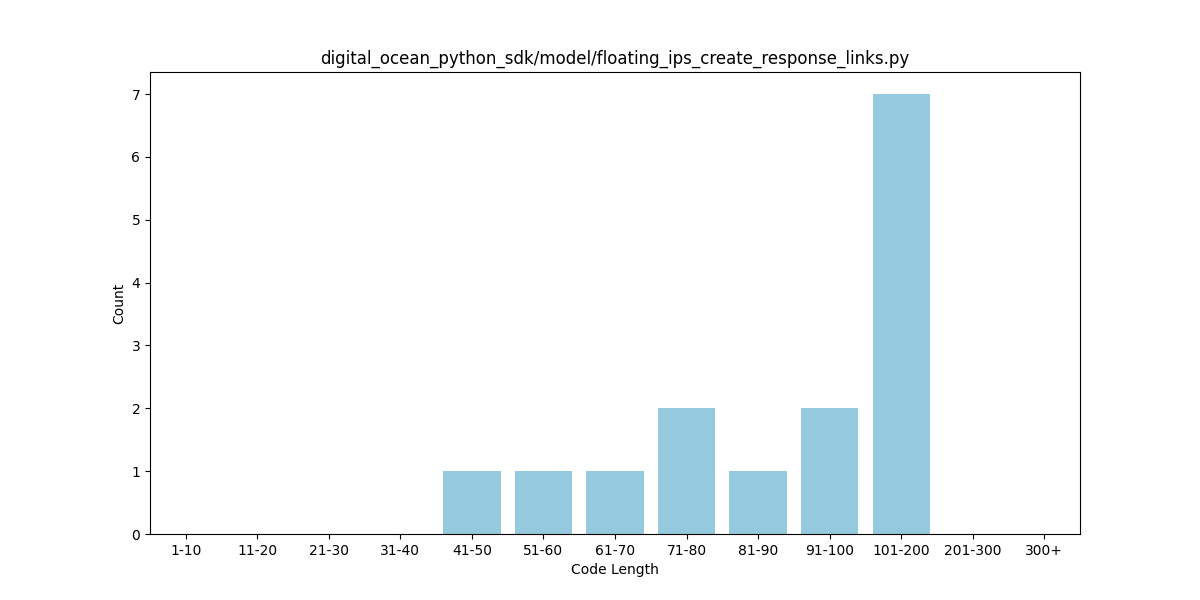 digital_ocean_python_sdk/model/floating_ips_create_response_links.py
Count
7
6
5
4
3
2
1
0
1-10 11-20 21-30 31-40 41-50 51-60 61-70 71-80 81-90 91-100 101-200 201-300 300+
Code Length